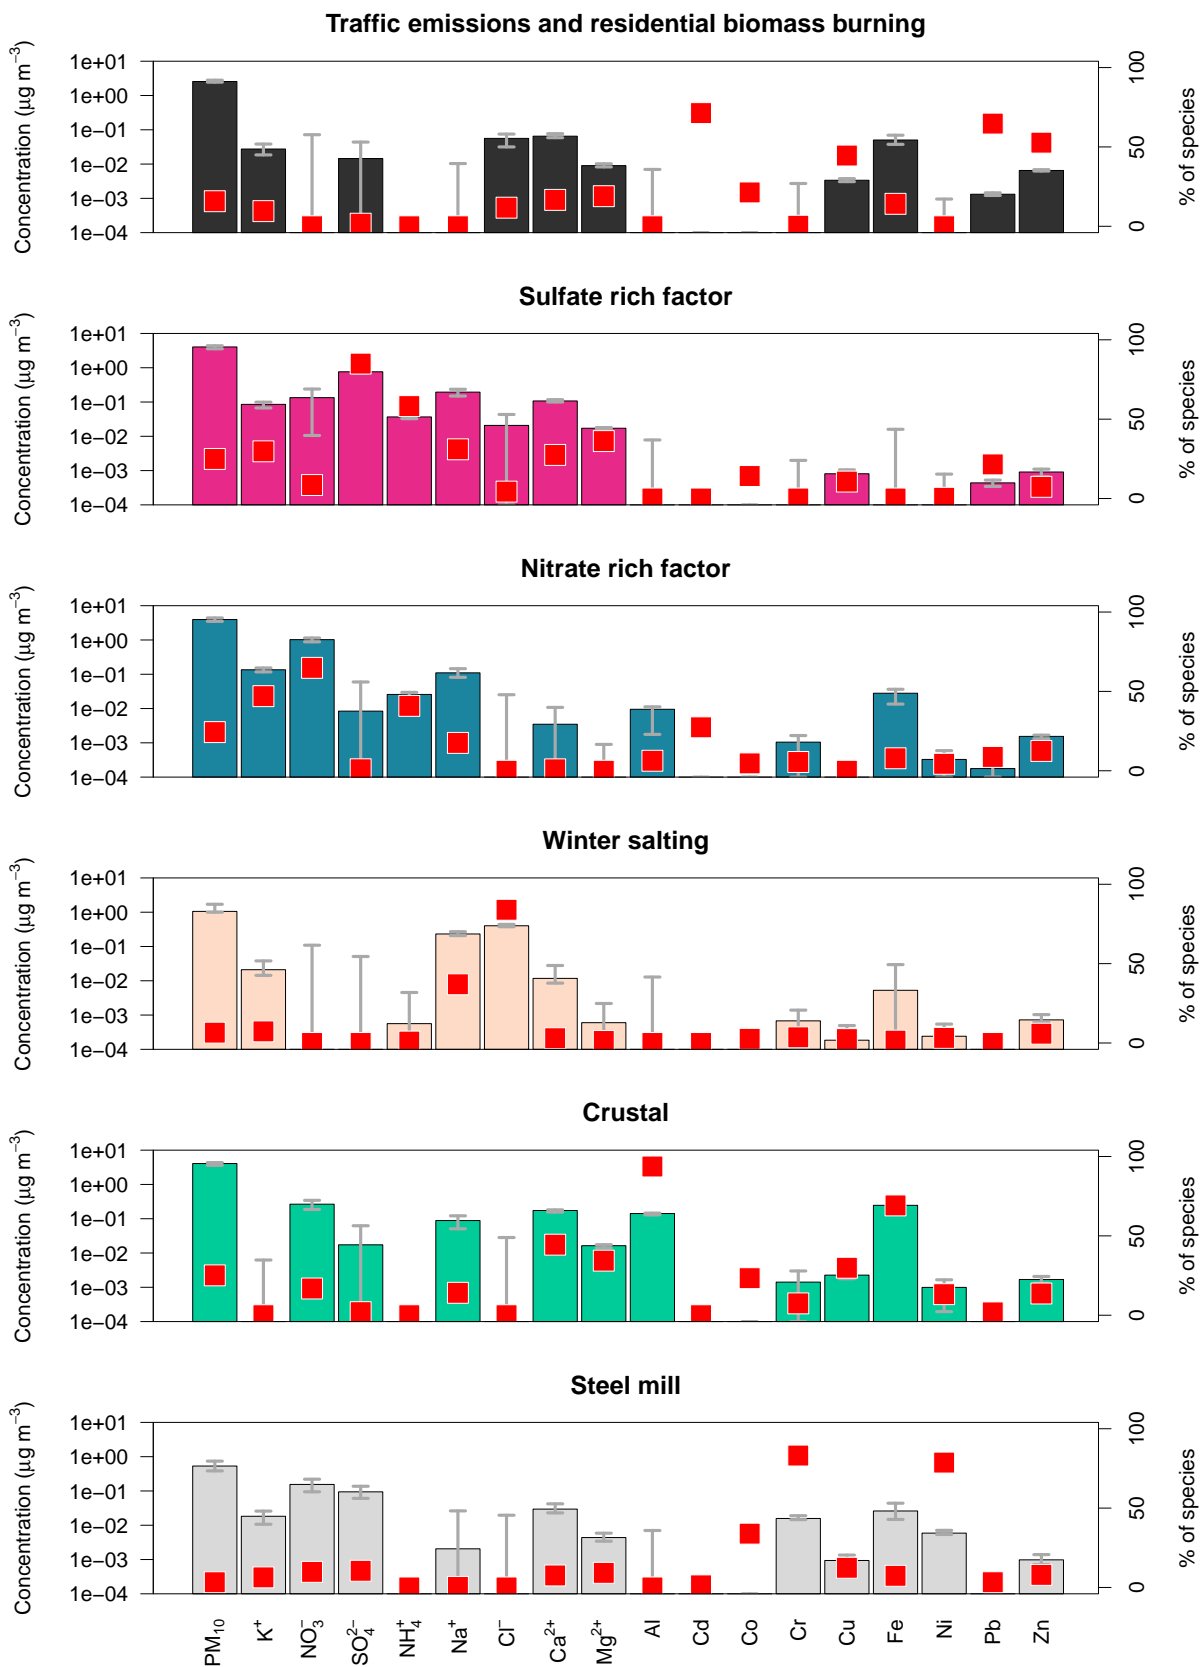 Traffic emissions and residential biomass burning
Concentration (µg m⁻³)
1e+01
1e+00
1e−01
1e−02
1e−03
1e−04
100
50
0
% of species
Sulfate rich factor
Concentration (µg m⁻³)
1e+01
1e+00
1e−01
1e−02
1e−03
1e−04
100
50
0
% of species
Nitrate rich factor
Concentration (µg m⁻³)
1e+01
1e+00
1e−01
1e−02
1e−03
1e−04
100
50
0
% of species
Winter salting
Concentration (µg m⁻³)
1e+01
1e+00
1e−01
1e−02
1e−03
1e−04
100
50
0
% of species
Crustal
Concentration (µg m⁻³)
1e+01
1e+00
1e−01
1e−02
1e−03
1e−04
100
50
0
% of species
Steel mill
Concentration (µg m⁻³)
1e+01
1e+00
1e−01
1e−02
1e−03
1e−04
100
50
0
% of species
PM₁₀
K⁺
NO₃⁻
SO₄²⁻
NH₄⁺
Na⁺
Cl⁻
Ca²⁺
Mg²⁺
Al
Cd
Co
Cr
Cu
Fe
Ni
Pb
Zn